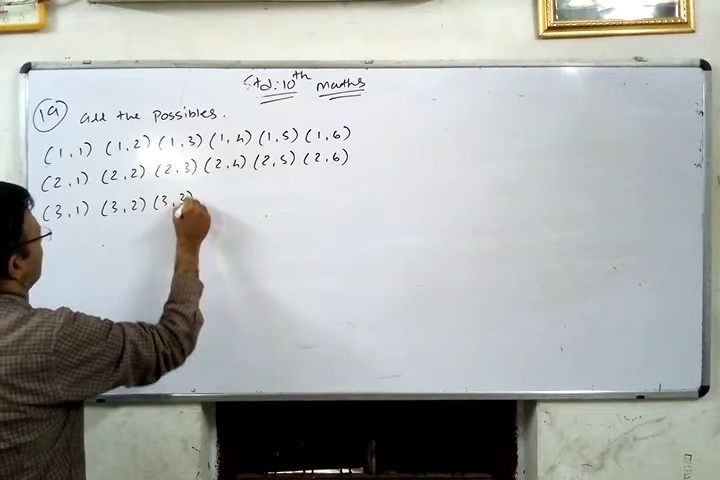 Std:10th maths
19 all the possibles.
(1,1) (1,2) (1,3) (1,4) (1,5) (1,6)
(2,1) (2,2) (2,3) (2,4) (2,5) (2,6)
(3,1) (3,2) (3,3)